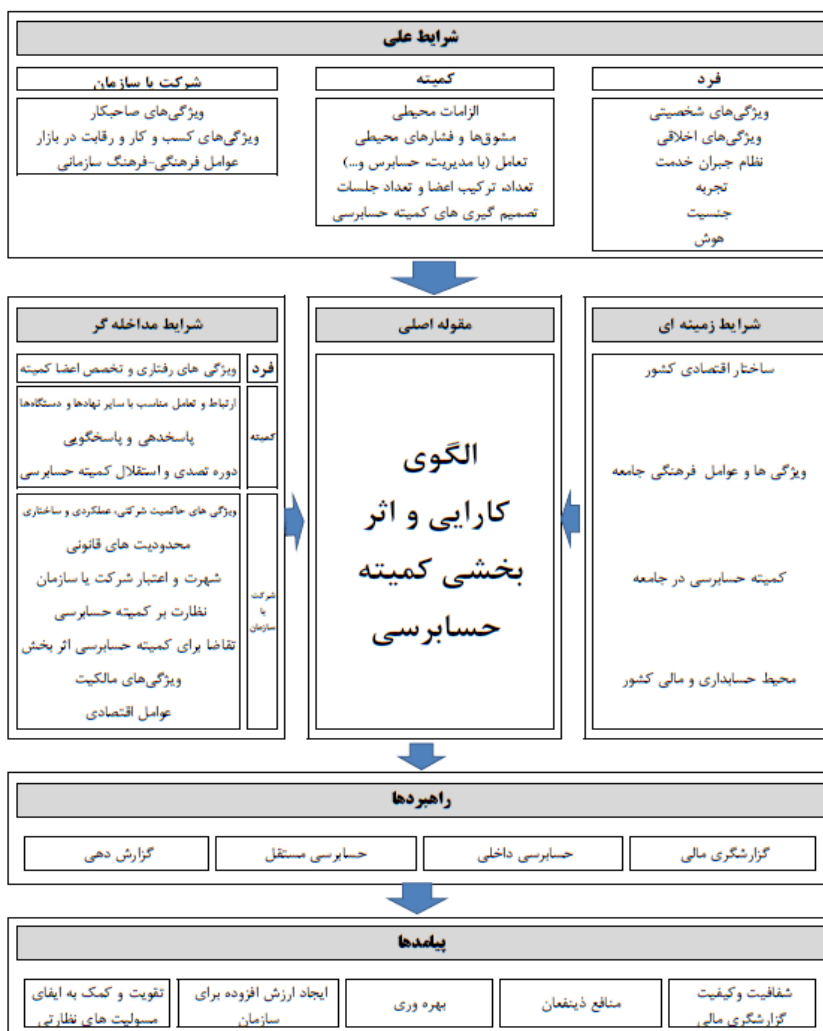 شرایط علی
فرد
ویژگی‌های شخصیتی
ویژگی‌های اخلاقی
نظام جبران خدمت
تجربه
جنسیت
هوش
کمیته
الزامات محیطی
مشوق‌ها و فشارهای محیطی
تعامل (با مدیریت، حسابرس و...)
تعداد، ترکیب اعضا و تعداد جلسات
تصمیم گیری های کمیته حسابرسی
شرکت یا سازمان
ویژگی‌های صاحبکار
ویژگی‌های کسب و کار و رقابت در بازار
عوامل فرهنگی-فرهنگ سازمانی
شرایط زمینه ای
ساختار اقتصادی کشور
ویژگی ها و عوامل فرهنگی جامعه
کمیته حسابرسی در جامعه
محیط حسابداری و مالی کشور
مقوله اصلی
الگوی
کارایی و اثر
بخشی کمیته
حسابرسی
شرایط مداخله گر
فرد
ویژگی های رفتاری و تخصص اعضا کمیته
کمیته
ارتباط و تعامل مناسب با سایر نهادها و دستگاه‌ها
پاسخدهی و پاسخگویی
دوره تصدی و استقلال کمیته حسابرسی
شرکت
یا
سازمان
ویژگی های حاکمیت شرکتی، عملکردی و ساختاری
محدودیت های قانونی
شهرت و اعتبار شرکت یا سازمان
نظارت بر کمیته حسابرسی
تقاضا برای کمیته حسابرسی اثر بخش
ویژگی‌های مالکیت
عوامل اقتصادی
راهبردها
گزارشگری مالی
حسابرسی داخلی
حسابرسی مستقل
گزارش دهی
پیامدها
شفافیت وکیفیت
گزارشگری مالی
منافع ذینفعان
بهره وری
ایجاد ارزش افزوده برای
سازمان
تقویت و کمک به ایفای
مسولیت های نظارتی